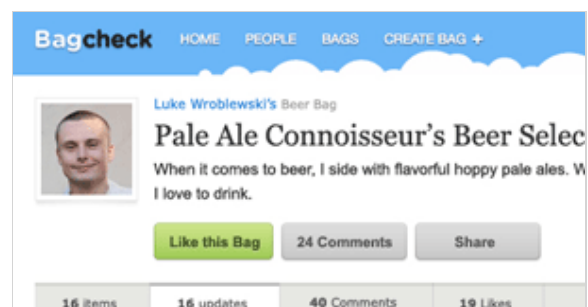 Bagcheck HOME PEOPLE BAGS CREATE BAG +
Luke Wroblewski's Beer Bag
Pale Ale Connoisseur's Beer Selec
When it comes to beer, I side with flavorful hoppy pale ales. W
I love to drink.
Like this Bag 24 Comments Share
16 items 16 updates 40 Comments 19 Likes